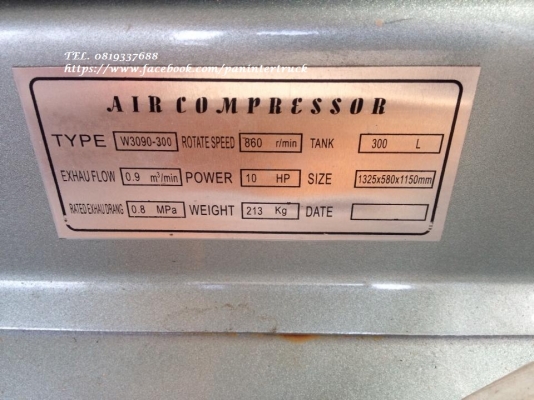 TEL. 0819337688
https://www.facebook.com/panintertruck
AIR COMPRESSOR
TYPE W3090-300 ROTATE SPEED 860 r/min TANK 300 L
EXHAU FLOW 0.9 m³/min POWER 10 HP SIZE 1325x580x1150mm
RATED EXHAU DRANG 0.8 MPa WEIGHT 213 Kg DATE